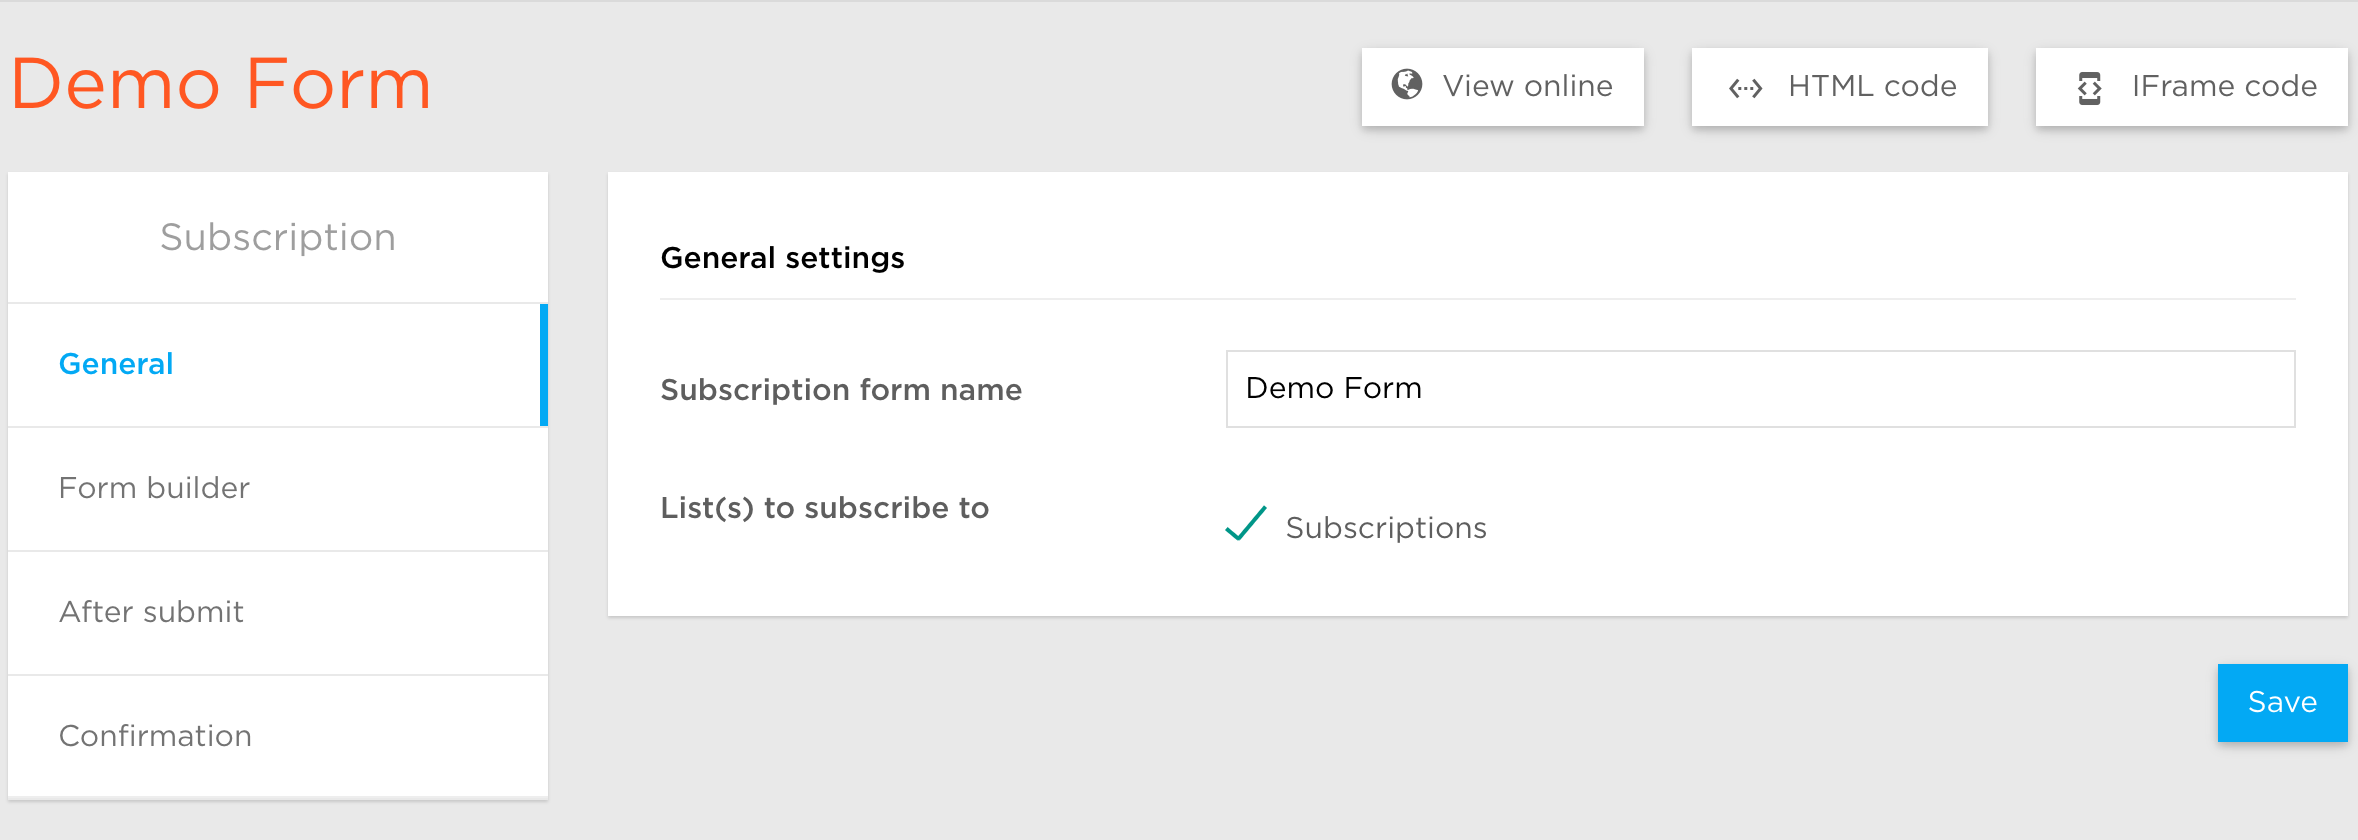 Demo Form
View online
HTML code
IFrame code
Subscription
General
Form builder
After submit
Confirmation
General settings
Subscription form name
Demo Form
List(s) to subscribe to
Subscriptions
Save